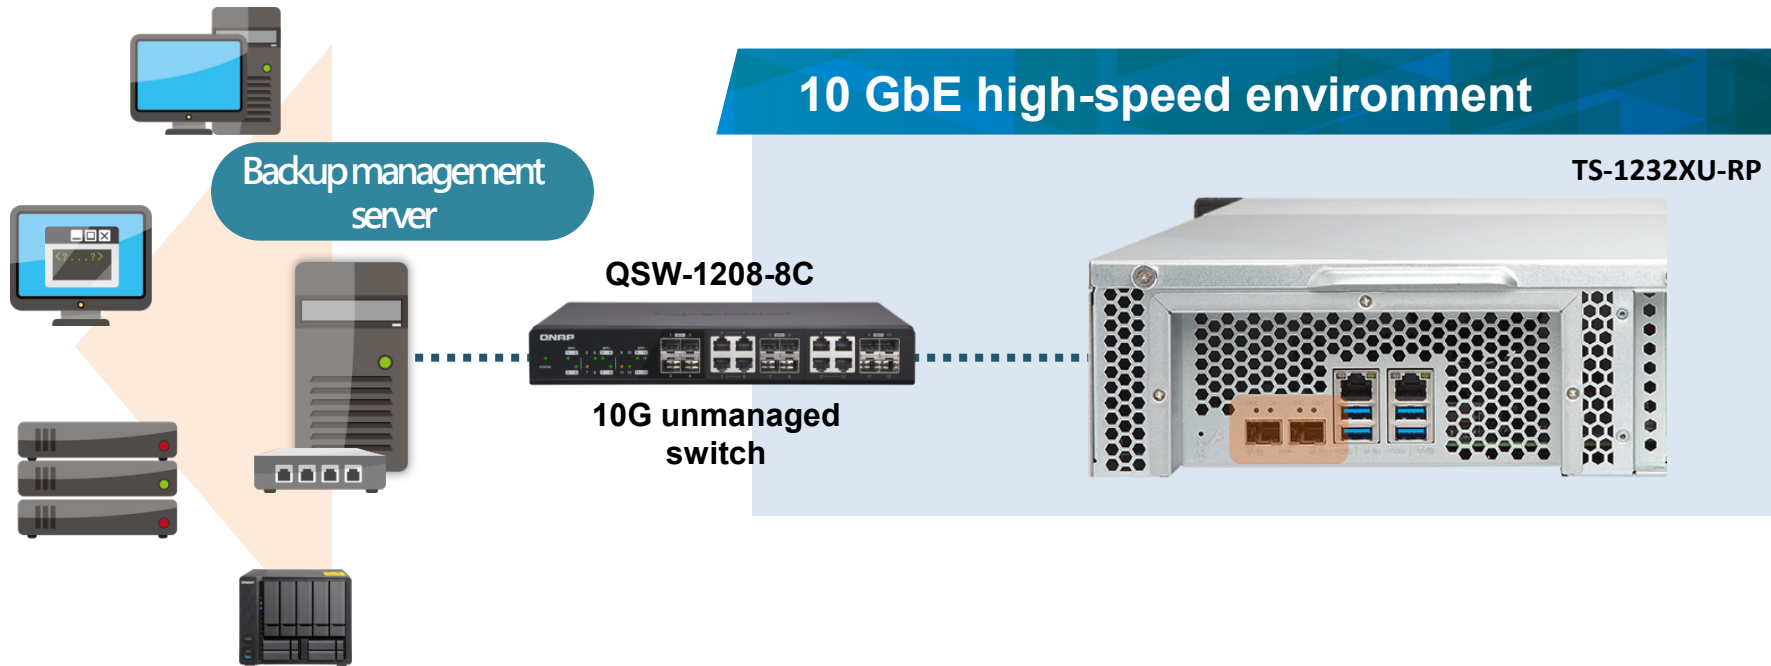 10 GbE high-speed environment
TS-1232XU-RP
Backup management
server
<?...?>
QSW-1208-8C
QNAP
10G unmanaged
switch